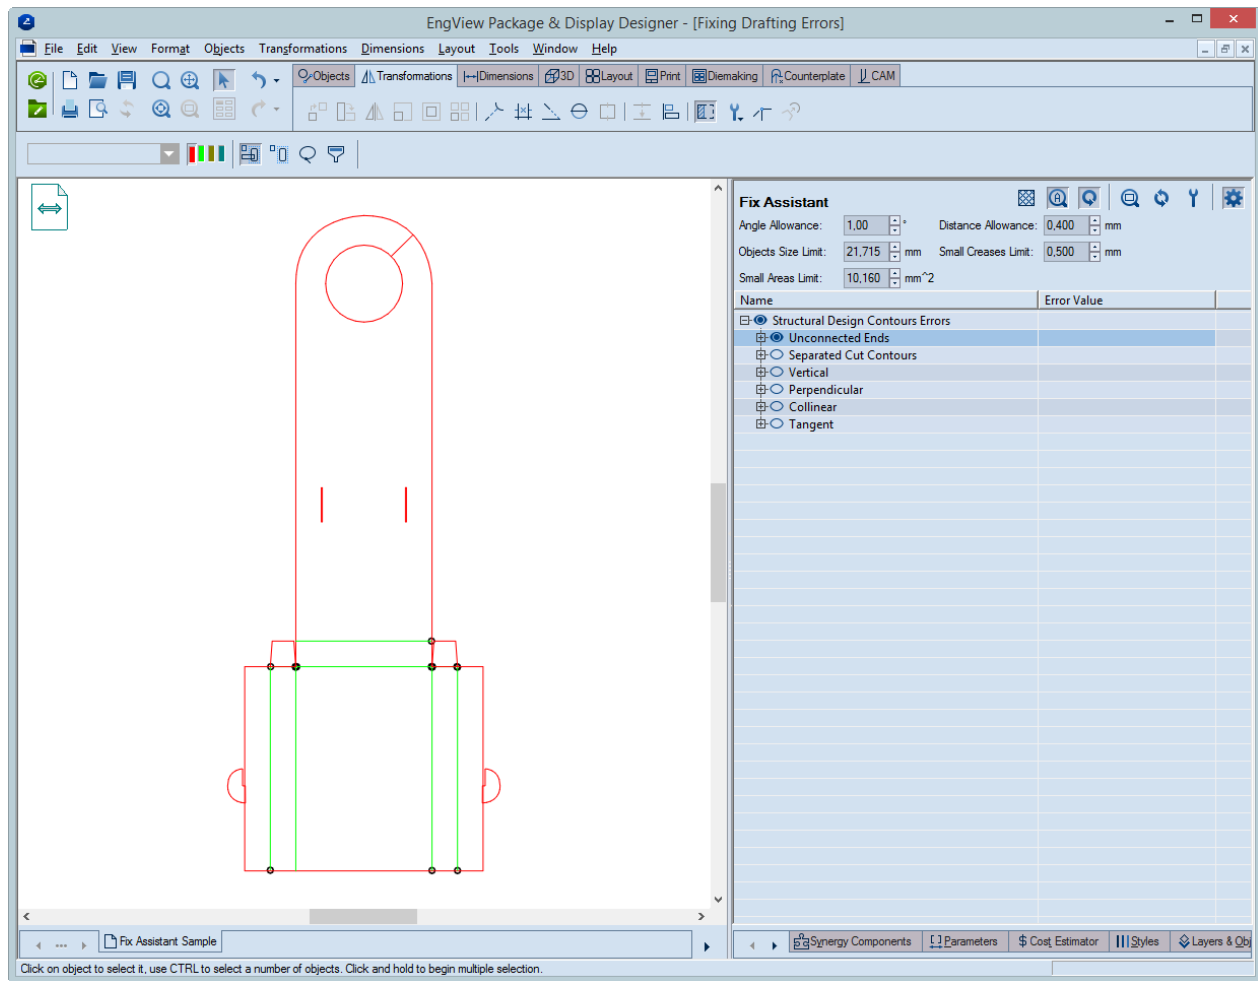 EngView Package & Display Designer - [Fixing Drafting Errors]
File Edit View Format Objects Transformations Dimensions Layout Tools Window Help
Objects Transformations Dimensions 3D Layout Print Diemaking Counterplate CAM
Fix Assistant
Angle Allowance: 1,00 ° Distance Allowance: 0,400 mm
Objects Size Limit: 21,715 mm Small Creases Limit: 0,500 mm
Small Areas Limit: 10,160 mm^2
Name Error Value
Structural Design Contours Errors
Unconnected Ends
Separated Cut Contours
Vertical
Perpendicular
Collinear
Tangent
Fix Assistant Sample
Synergy Components Parameters Cost Estimator Styles Layers & Obj
Click on object to select it, use CTRL to select a number of objects. Click and hold to begin multiple selection.